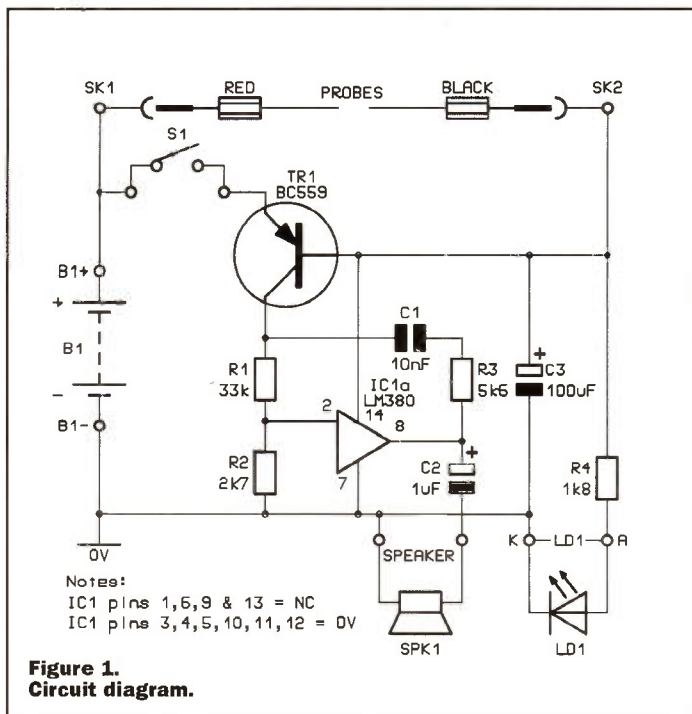 SK1
RED
PROBES
BLACK
SK2
S1
TR1
BC559
B1+
+
B1
-
B1-
C1
10nF
R1
33k
IC1a
LM380
14
R3
5k6
+
C3
100uF
2
8
7
R2
2K7
+
C2
1uF
R4
1k8
0V
SPEAKER
K
LD1
A
SPK1
LD1
Notes:
IC1 pins 1,6,9 & 13 = NC
IC1 pins 3,4,5,10,11,12 = 0V
Figure 1.
Circuit diagram.